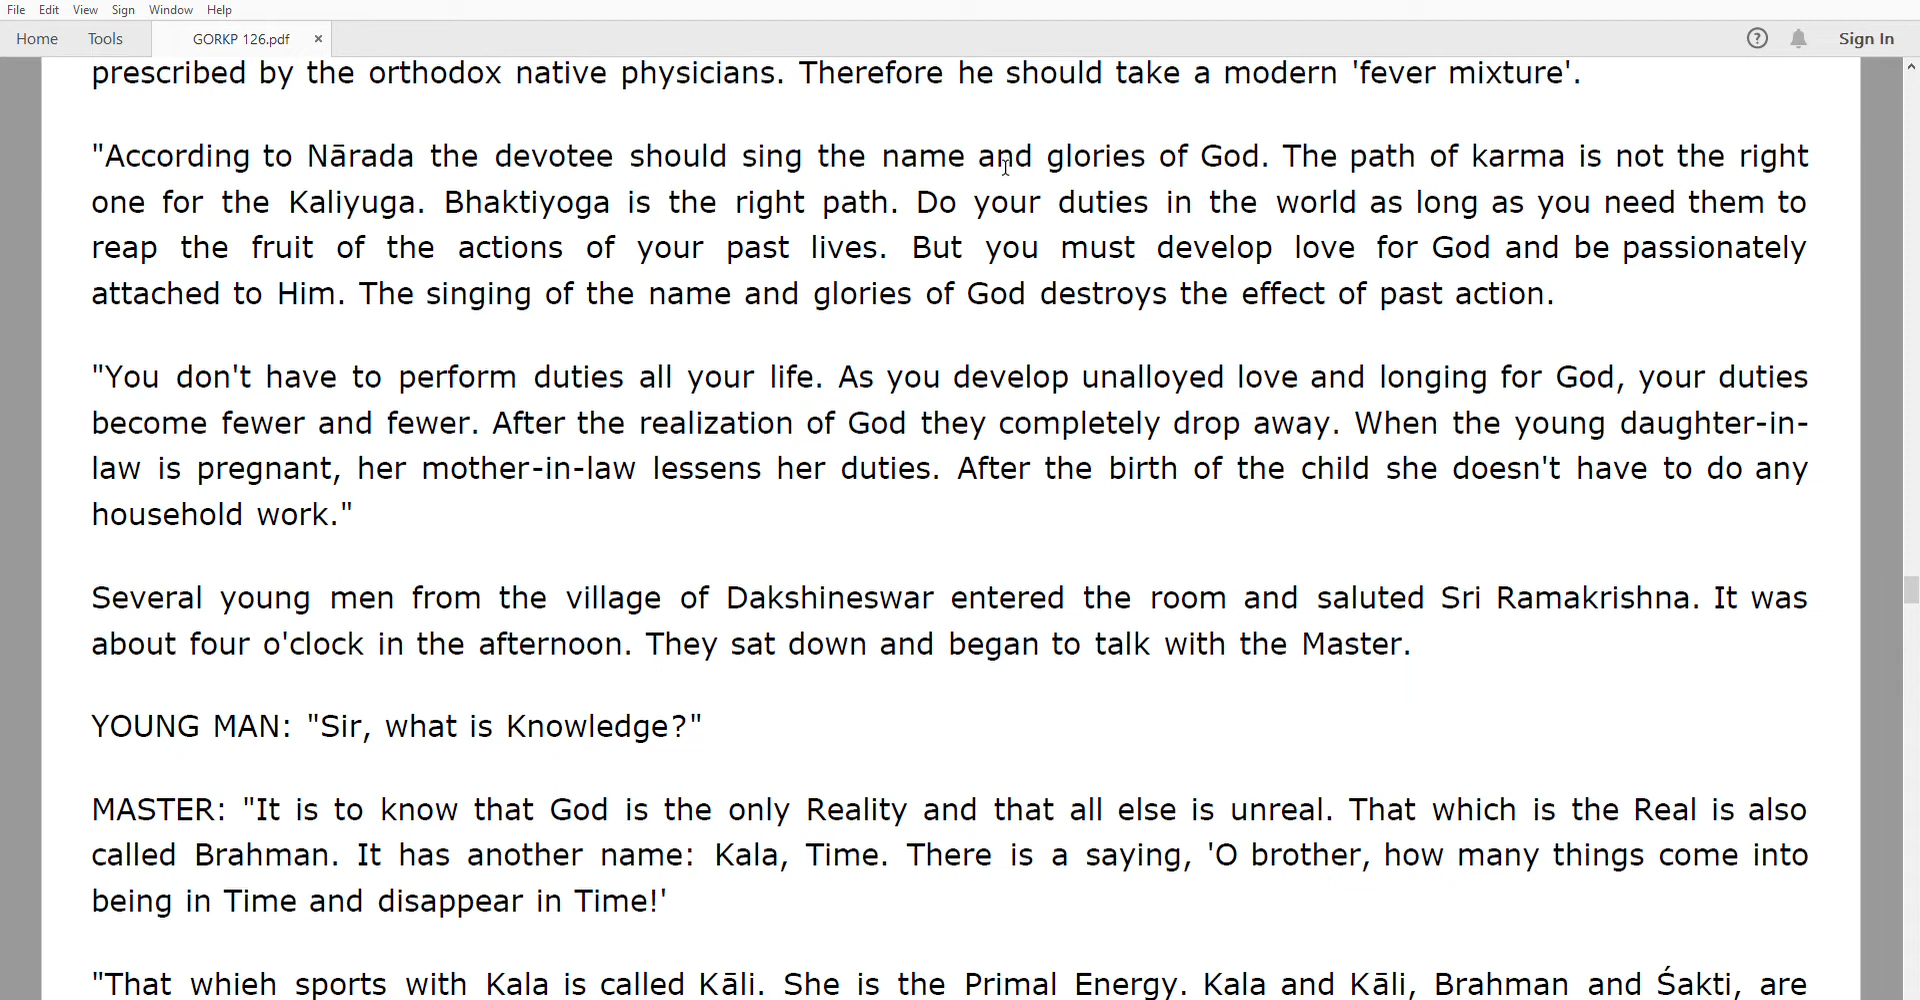 File Edit View Sign Window Help
Home Tools GORKP 126.pdf × ? Sign In
prescribed by the orthodox native physicians. Therefore he should take a modern 'fever mixture'.
"According to Nārada the devotee should sing the name and glories of God. The path of karma is not the right
one for the Kaliyuga. Bhaktiyoga is the right path. Do your duties in the world as long as you need them to
reap the fruit of the actions of your past lives. But you must develop love for God and be passionately
attached to Him. The singing of the name and glories of God destroys the effect of past action.
"You don't have to perform duties all your life. As you develop unalloyed love and longing for God, your duties
become fewer and fewer. After the realization of God they completely drop away. When the young daughter-in-
law is pregnant, her mother-in-law lessens her duties. After the birth of the child she doesn't have to do any
household work."
Several young men from the village of Dakshineswar entered the room and saluted Sri Ramakrishna. It was
about four o'clock in the afternoon. They sat down and began to talk with the Master.
YOUNG MAN: "Sir, what is Knowledge?"
MASTER: "It is to know that God is the only Reality and that all else is unreal. That which is the Real is also
called Brahman. It has another name: Kala, Time. There is a saying, 'O brother, how many things come into
being in Time and disappear in Time!'
"That whieh sports with Kala is called Kāli. She is the Primal Energy. Kala and Kāli, Brahman and Śakti, are